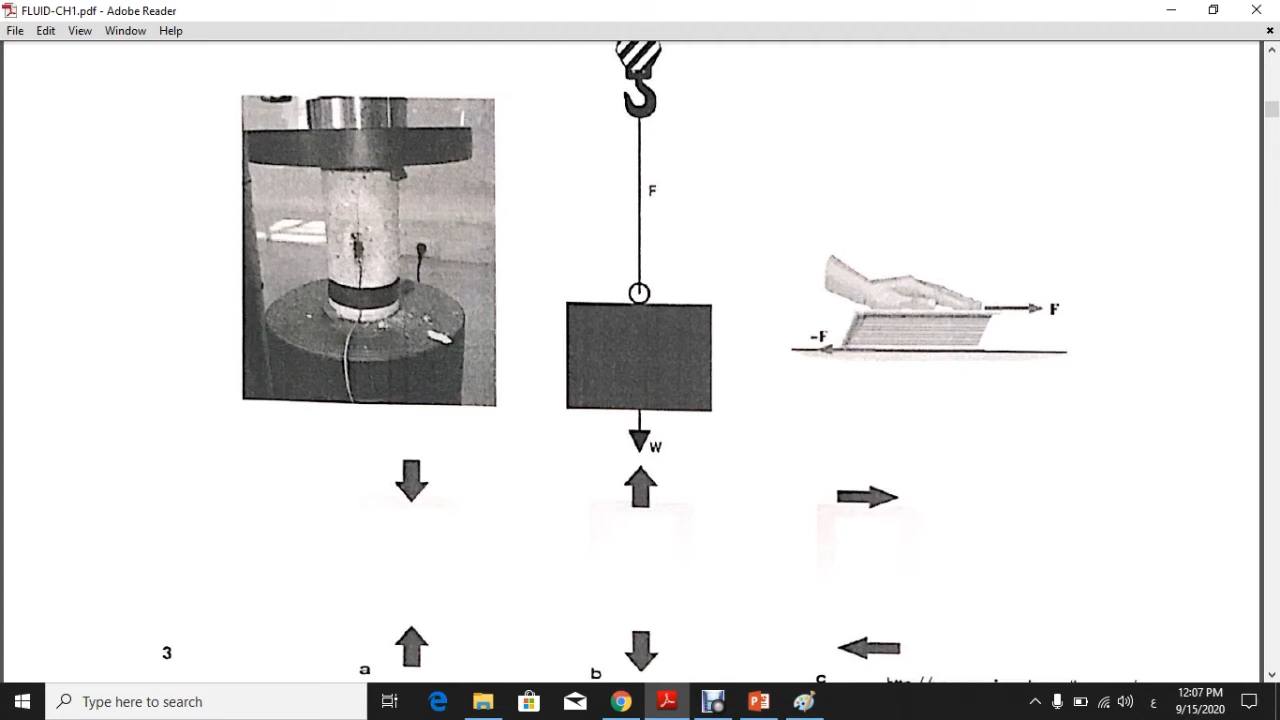 FLUID-CH1.pdf - Adobe Reader
File Edit View Window Help
F
F
-F
W
3
a
b
c
Type here to search
ع
12:07 PM
9/15/2020